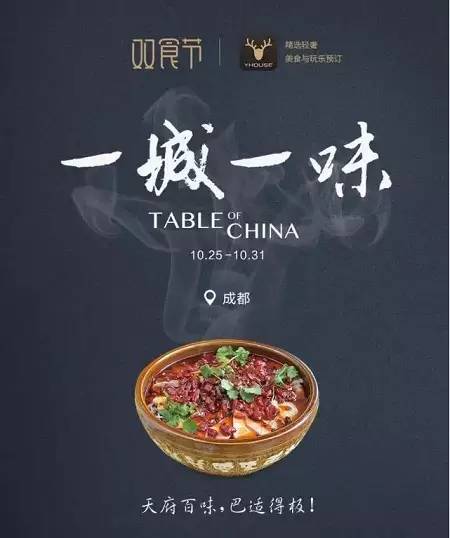 双食节
YHOUSE
精选轻奢
美食与玩乐预订
一城一味
TABLE OF CHINA
10.25-10.31
成都
天府百味,巴适得板!